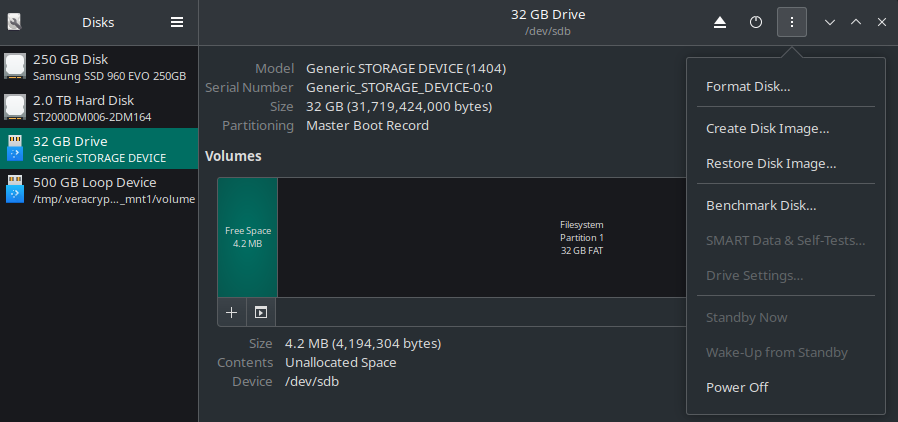 Disks
32 GB Drive
/dev/sdb
250 GB Disk
Samsung SSD 960 EVO 250GB
2.0 TB Hard Disk
ST2000DM006-2DM164
32 GB Drive
Generic STORAGE DEVICE
500 GB Loop Device
/tmp/.veracryp..._mnt1/volume
Model Generic STORAGE DEVICE (1404)
Serial Number Generic_STORAGE_DEVICE-0:0
Size 32 GB (31,719,424,000 bytes)
Partitioning Master Boot Record
Volumes
Free Space
4.2 MB
Filesystem
Partition 1
32 GB FAT
Size 4.2 MB (4,194,304 bytes)
Contents Unallocated Space
Device /dev/sdb
Format Disk...
Create Disk Image...
Restore Disk Image...
Benchmark Disk...
SMART Data & Self-Tests...
Drive Settings...
Standby Now
Wake-Up from Standby
Power Off